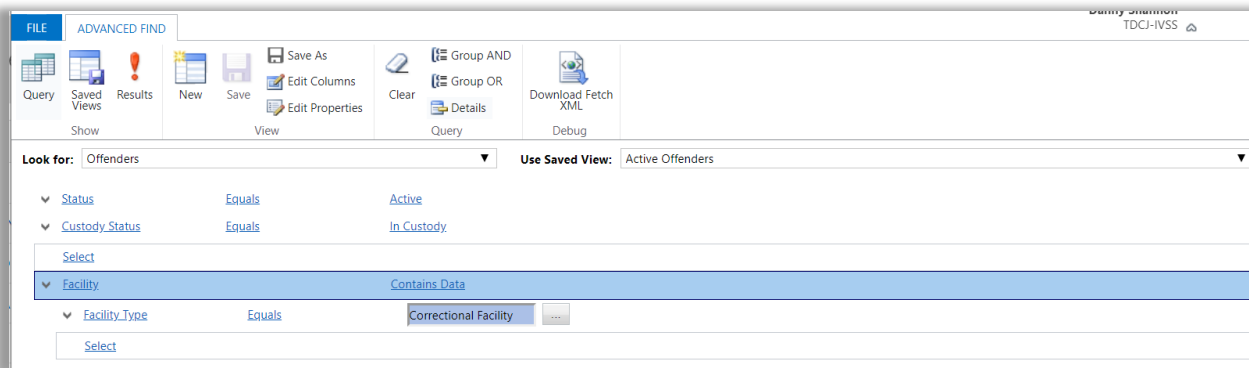 FILE ADVANCED FIND
TDCJ-IVSS
Query
Saved Views
Results
Show
New
Save
Save As
Edit Columns
Edit Properties
View
Clear
Group AND
Group OR
Details
Query
Download Fetch XML
Debug
Look for: Offenders Use Saved View: Active Offenders
Status Equals Active
Custody Status Equals In Custody
Select
Facility Contains Data
Facility Type Equals Correctional Facility ...
Select